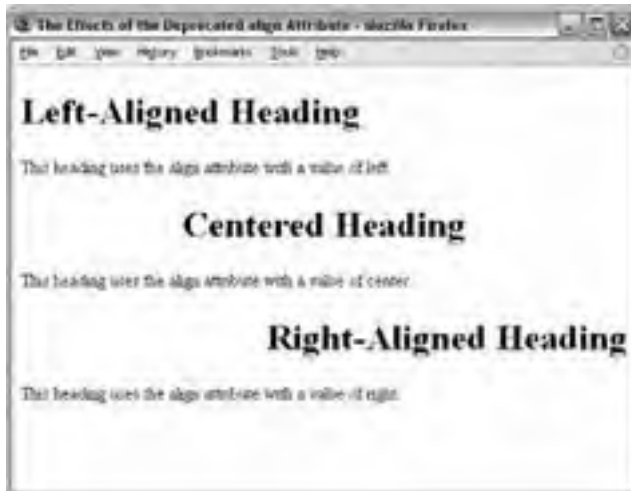 The Effects of the Deprecated align Attribute - Mozilla Firefox
File Edit View History Bookmarks Tools Help
Left-Aligned Heading
This heading uses the align attribute with a value of left.
Centered Heading
This heading uses the align attribute with a value of center.
Right-Aligned Heading
This heading uses the align attribute with a value of right.